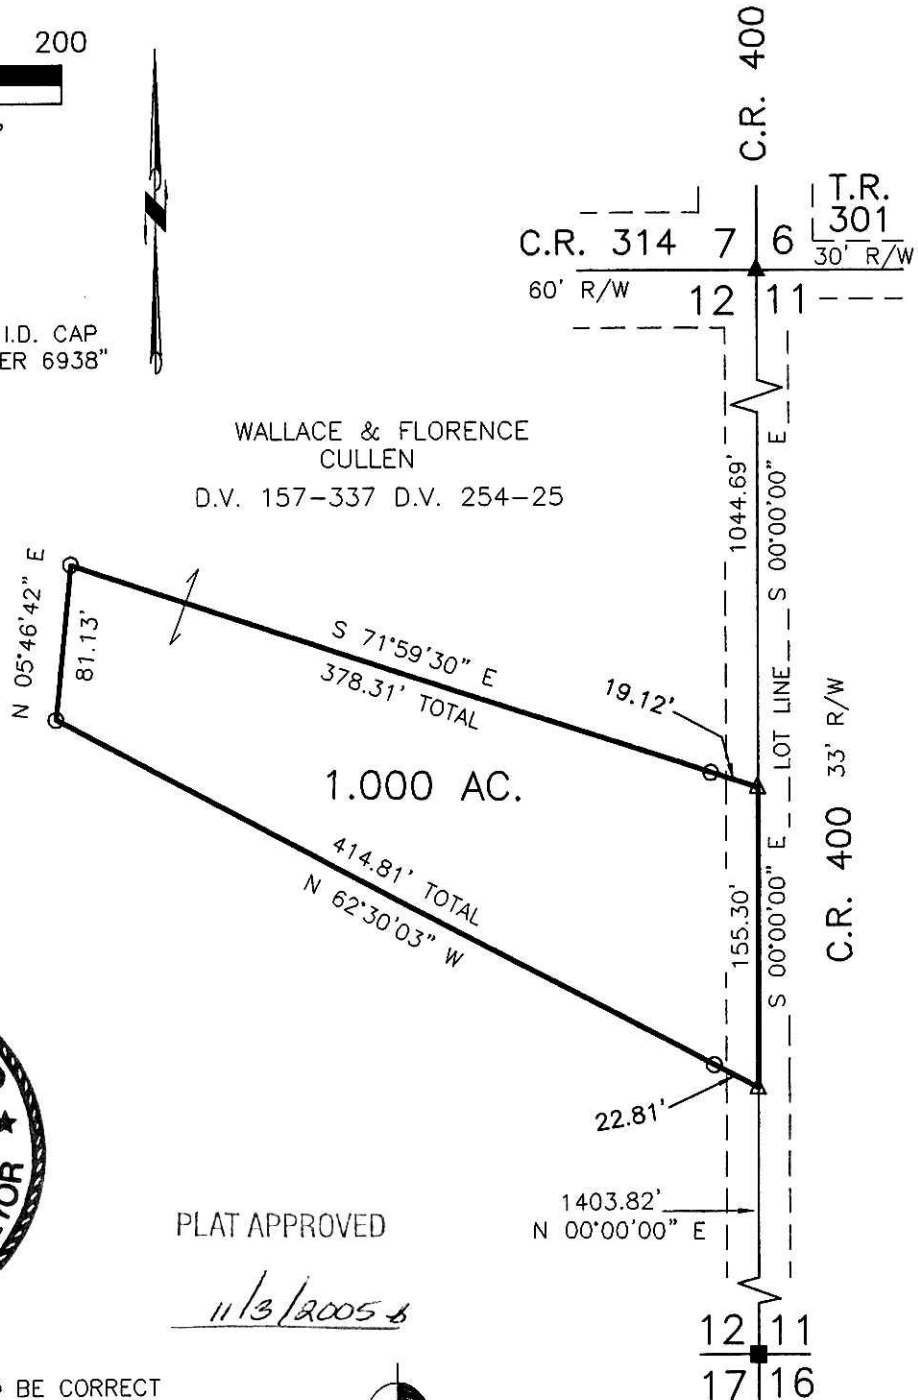 200
C.R. 400
T.R.
301
30' R/W
C.R. 314
60' R/W
7
6
12
11
I.D. CAP
ER 6938"
WALLACE & FLORENCE
CULLEN
D.V. 157-337 D.V. 254-25
1044.69'
S 00°00'00" E
N 05°46'42" E
81.13'
S 71°59'30" E
378.31' TOTAL
19.12'
LOT LINE
1.000 AC.
414.81' TOTAL
N 62°30'03" W
155.30'
S 00°00'00" E
C.R. 400 33' R/W
22.81'
1403.82'
N 00°00'00" E
PLAT APPROVED
11/3/2005
12
11
17
16
BE CORRECT